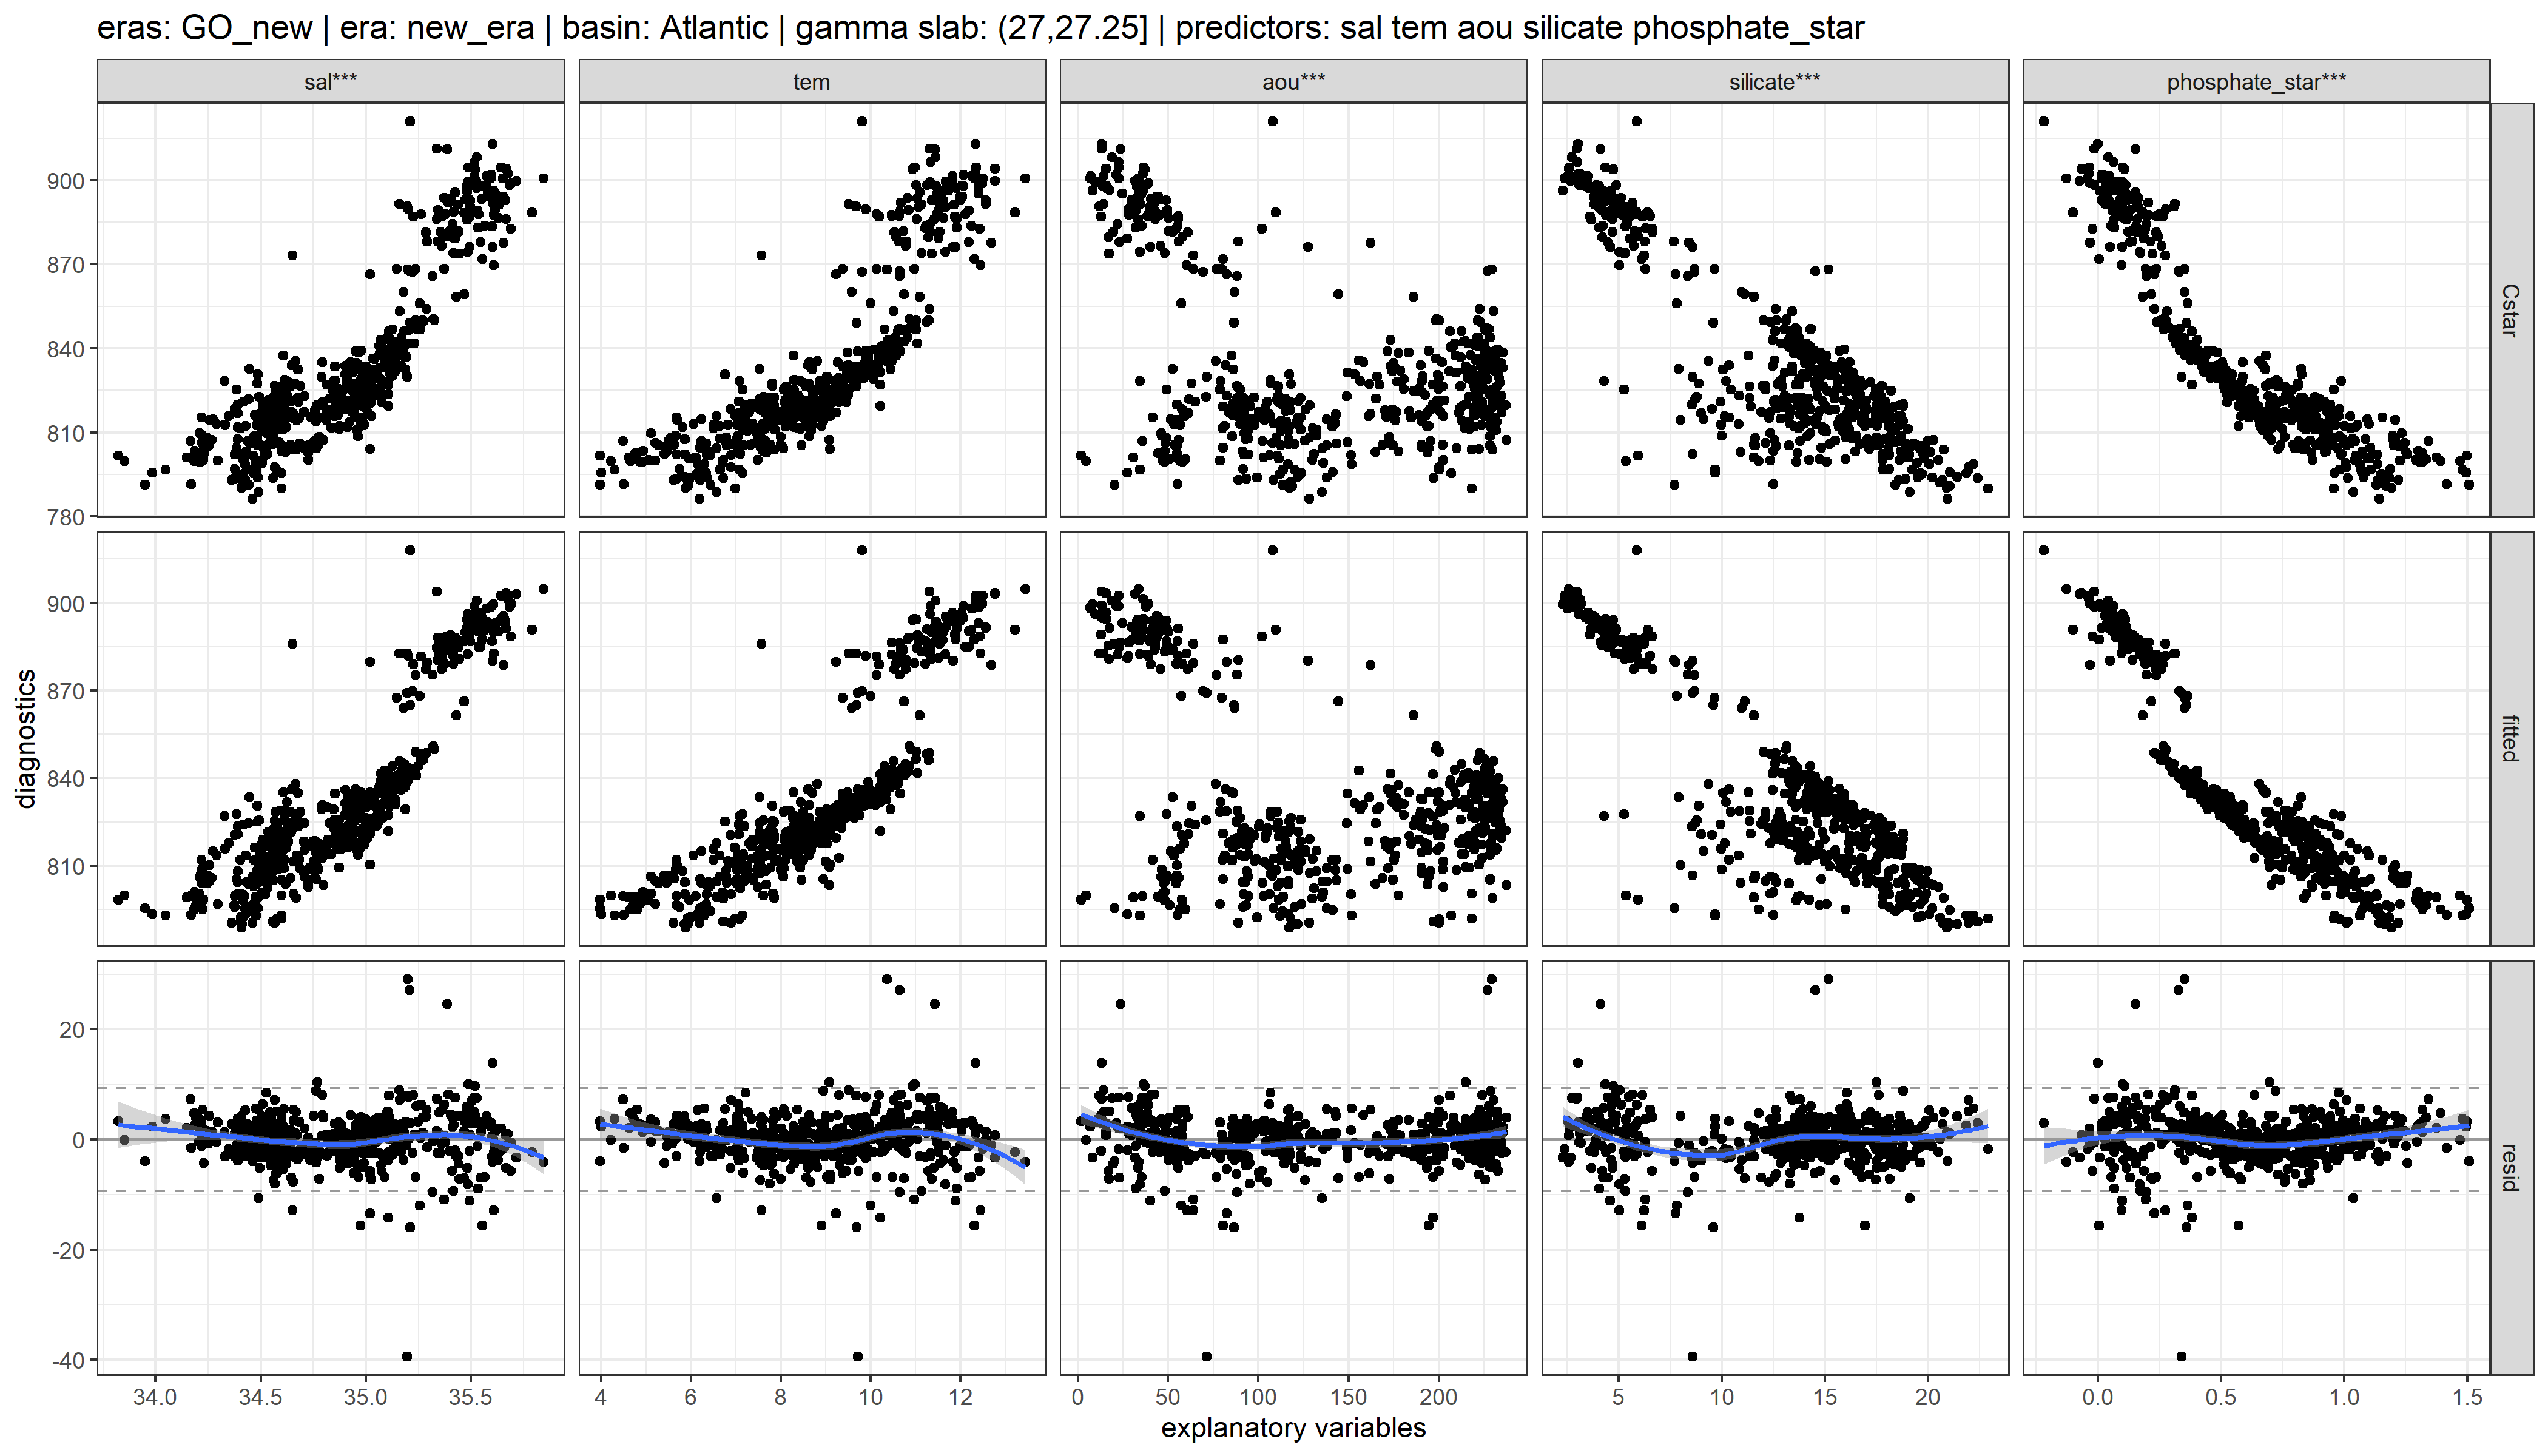 eras: GO_new | era: new_era | basin: Atlantic | gamma slab: (27,27.25] | predictors: sal tem aou silicate phosphate_star
sal***
tem
aou***
silicate***
phosphate_star***
900
870
840
810
780
Cstar
900
870
840
810
fitted
diagnostics
20
0
-20
-40
resid
34.0 34.5 35.0 35.5
4 6 8 10 12
0 50 100 150 200
5 10 15 20
0.0 0.5 1.0 1.5
explanatory variables